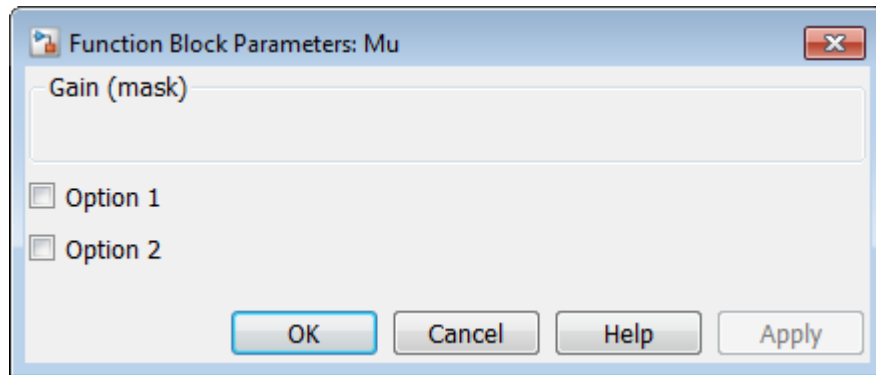 Function Block Parameters: Mu
Gain (mask)
Option 1
Option 2
OK Cancel Help Apply